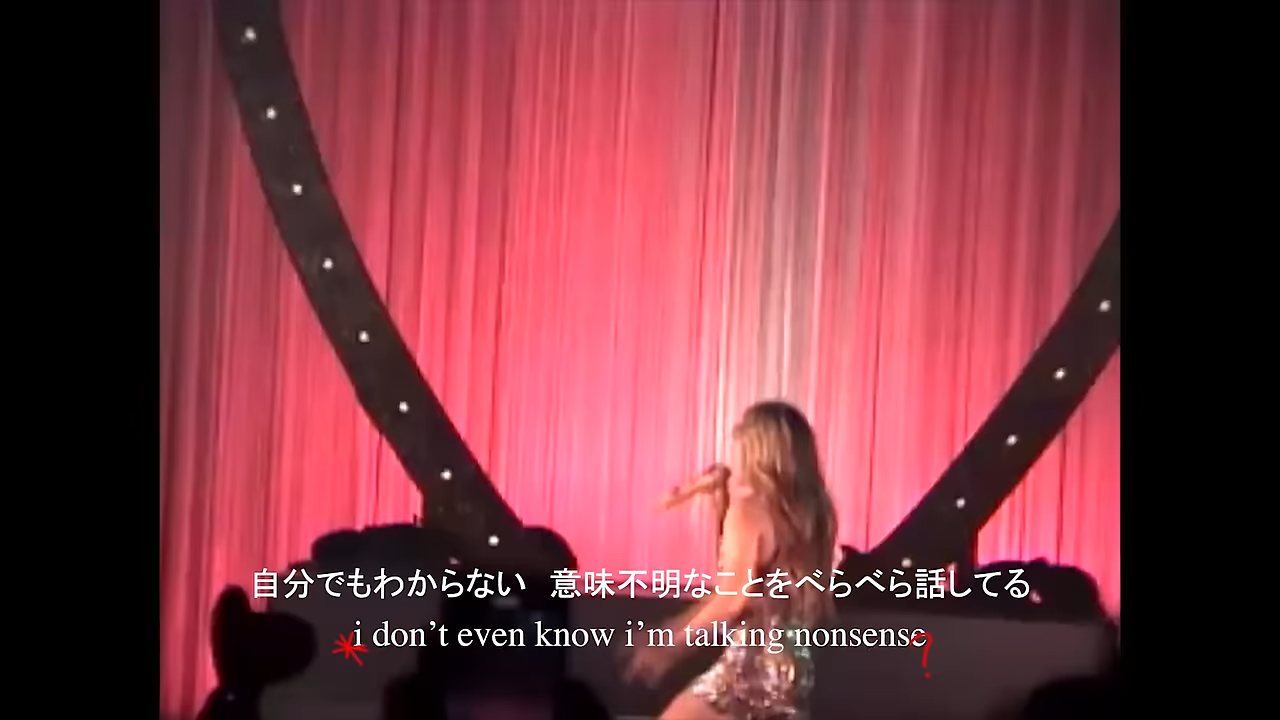 自分でもわからない　意味不明なことをべらべら話してる
*i don't even know i'm talking nonsense?